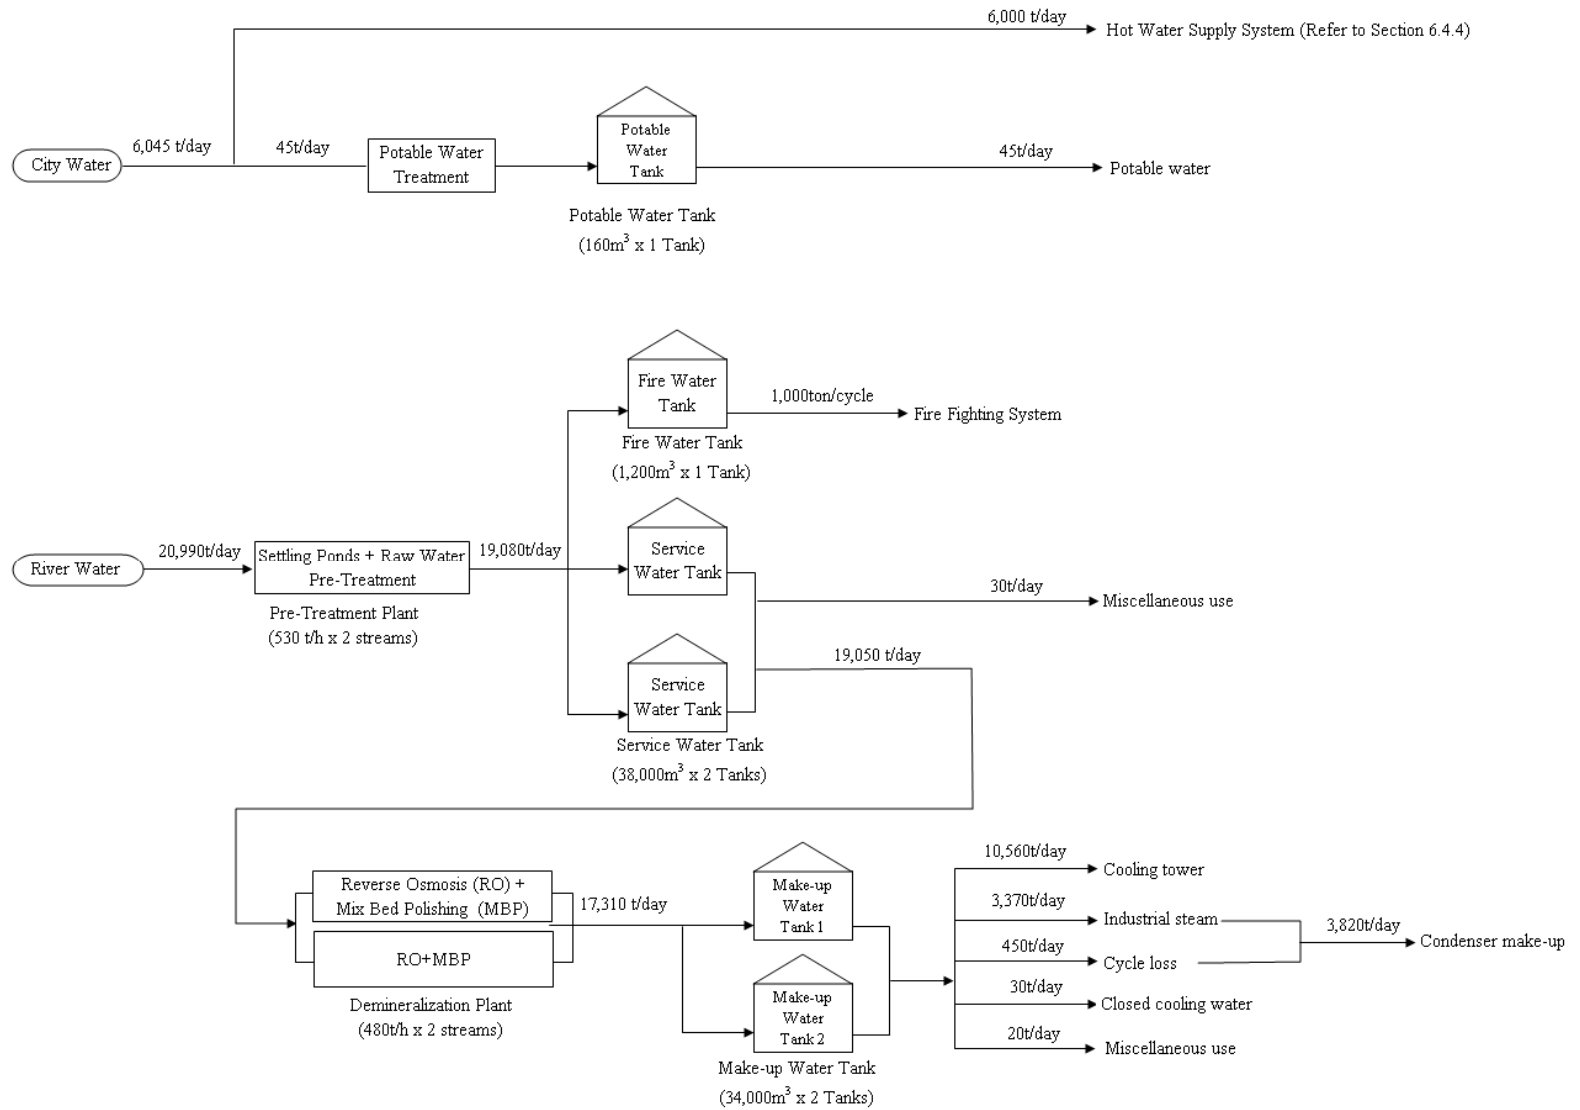 6,000 t/day
Hot Water Supply System (Refer to Section 6.4.4)
City Water
6,045 t/day
45t/day
Potable Water
Treatment
Potable
Water
Tank
45t/day
Potable water
Potable Water Tank
(160m³ x 1 Tank)
Fire Water
Tank
1,000ton/cycle
Fire Fighting System
Fire Water Tank
(1,200m³ x 1 Tank)
River Water
20,990t/day
Settling Ponds + Raw Water
Pre-Treatment
19,080t/day
Pre-Treatment Plant
(530 t/h x 2 streams)
Service
Water Tank
30t/day
Miscellaneous use
19,050 t/day
Service
Water Tank
Service Water Tank
(38,000m³ x 2 Tanks)
Reverse Osmosis (RO) +
Mix Bed Polishing (MBP)
RO+MBP
Demineralization Plant
(480t/h x 2 streams)
17,310 t/day
Make-up
Water
Tank 1
Make-up
Water
Tank 2
Make-up Water Tank
(34,000m³ x 2 Tanks)
10,560t/day
Cooling tower
3,370t/day
Industrial steam
450t/day
Cycle loss
3,820t/day
Condenser make-up
30t/day
Closed cooling water
20t/day
Miscellaneous use